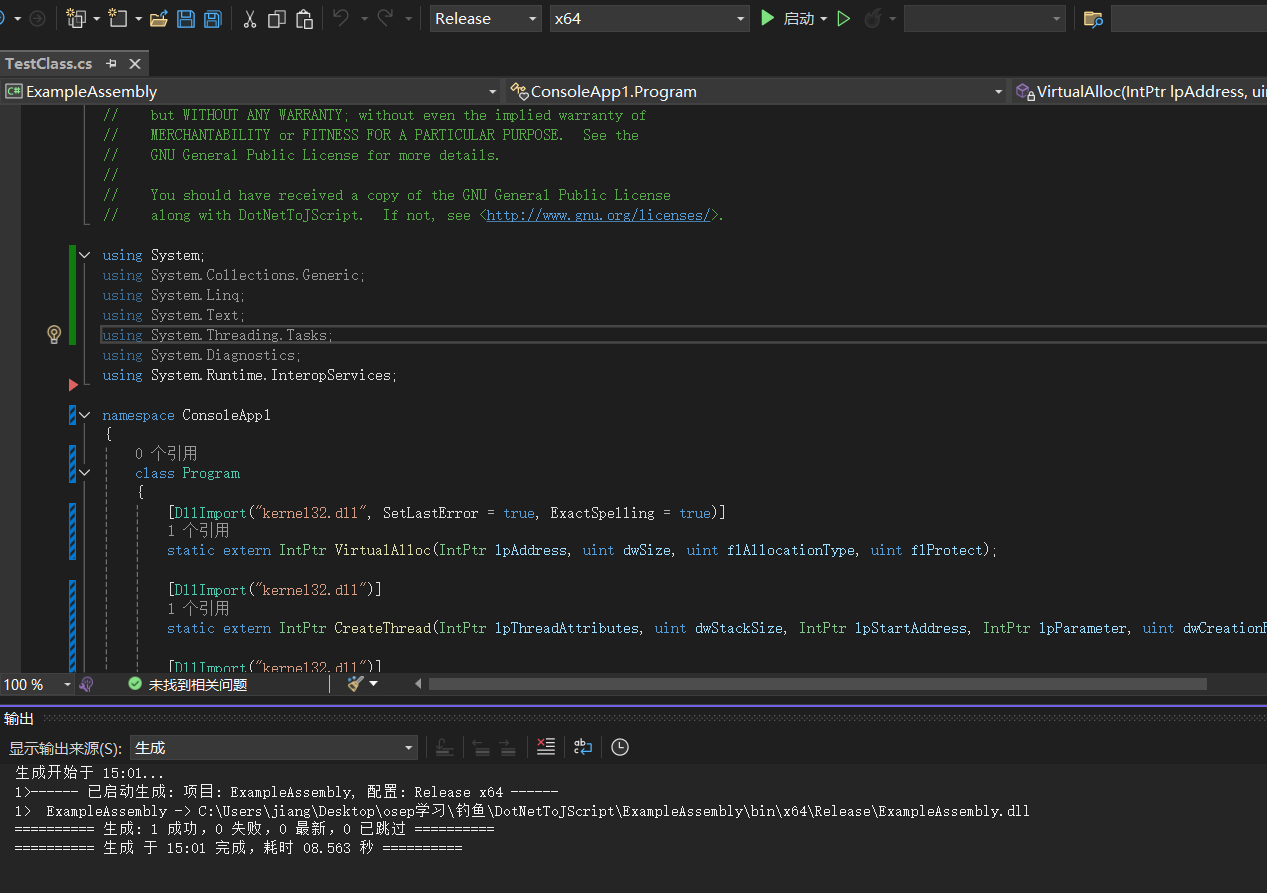 Release x64 启动
TestClass.cs
ExampleAssembly ConsoleApp1.Program VirtualAlloc(IntPtr lpAddress, uin
// but WITHOUT ANY WARRANTY; without even the implied warranty of
// MERCHANTABILITY or FITNESS FOR A PARTICULAR PURPOSE. See the
// GNU General Public License for more details.
//
// You should have received a copy of the GNU General Public License
// along with DotNetToJScript. If not, see <http://www.gnu.org/licenses/>.
using System;
using System.Collections.Generic;
using System.Linq;
using System.Text;
using System.Threading.Tasks;
using System.Diagnostics;
using System.Runtime.InteropServices;
namespace ConsoleApp1
{
0 个引用
class Program
{
[DllImport("kernel32.dll", SetLastError = true, ExactSpelling = true)]
1 个引用
static extern IntPtr VirtualAlloc(IntPtr lpAddress, uint dwSize, uint flAllocationType, uint flProtect);
[DllImport("kernel32.dll")]
1 个引用
static extern IntPtr CreateThread(IntPtr lpThreadAttributes, uint dwStackSize, IntPtr lpStartAddress, IntPtr lpParameter, uint dwCreationF
[DllImport("kernel32.dll")]
100 % 未找到相关问题
输出
显示输出来源(S): 生成
生成开始于 15:01...
1>------ 已启动生成: 项目: ExampleAssembly, 配置: Release x64 ------
1>  ExampleAssembly -> C:\Users\jiang\Desktop\osep学习\钓鱼\DotNetToJScript\ExampleAssembly\bin\x64\Release\ExampleAssembly.dll
========== 生成: 1 成功，0 失败，0 最新，0 已跳过 ==========
========== 生成 于 15:01 完成，耗时 08.563 秒 ==========